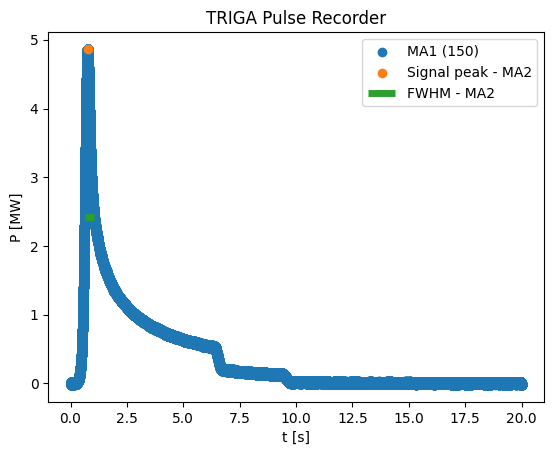 TRIGA Pulse Recorder
MA1 (150)
Signal peak - MA2
FWHM - MA2
P [MW]
5
4
3
2
1
0
0.0 2.5 5.0 7.5 10.0 12.5 15.0 17.5 20.0
t [s]